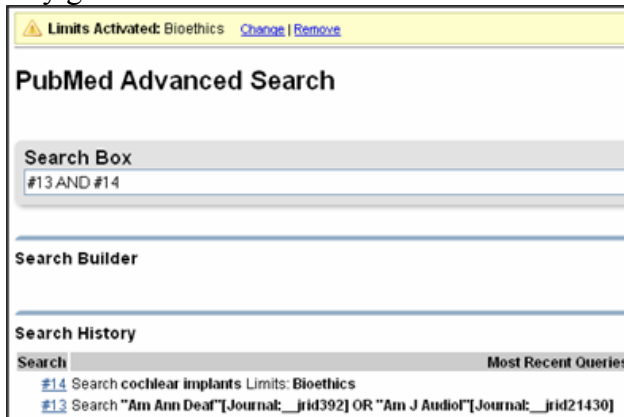 Limits Activated: Bioethics Change | Remove
PubMed Advanced Search
Search Box
#13 AND #14
Search Builder
Search History
Search Most Recent Queries
#14 Search cochlear implants Limits: Bioethics
#13 Search "Am Ann Deaf"[Journal:__jrid392] OR "Am J Audiol"[Journal:__jrid21430]